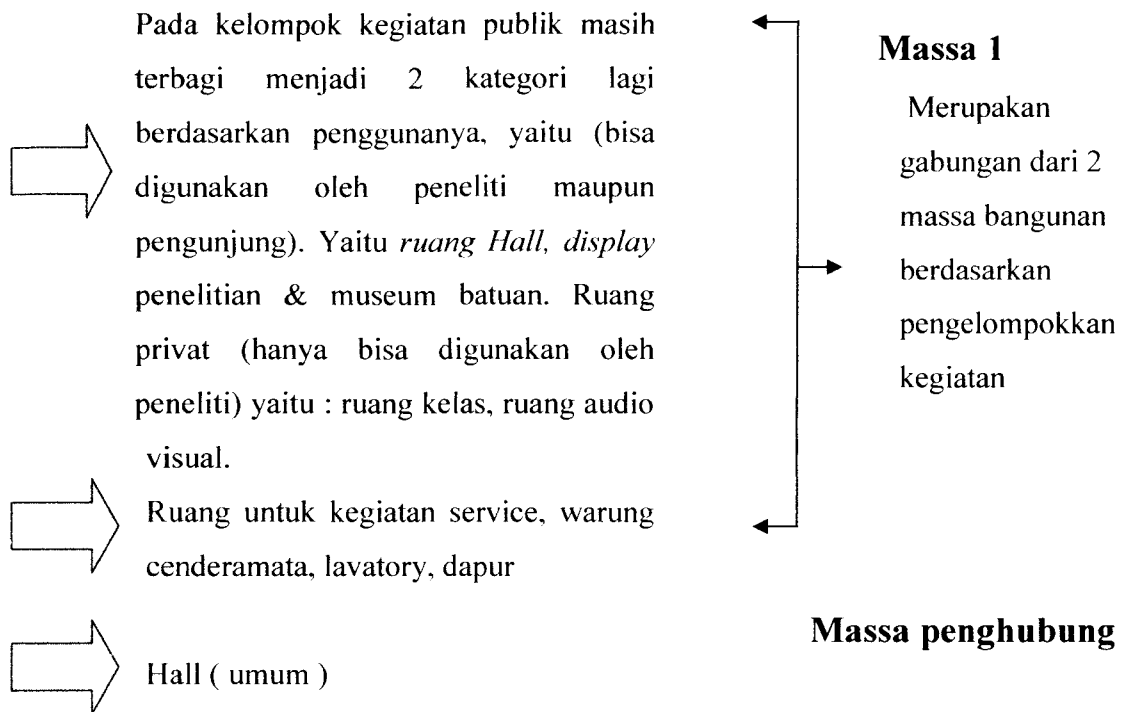 Pada kelompok kegiatan publik masih
terbagi menjadi 2 kategori lagi
berdasarkan penggunanya, yaitu (bisa
digunakan oleh peneliti maupun
pengunjung). Yaitu ruang Hall, display
penelitian & museum batuan. Ruang
privat (hanya bisa digunakan oleh
peneliti) yaitu : ruang kelas, ruang audio
visual.
Ruang untuk kegiatan service, warung
cenderamata, lavatory, dapur
Hall ( umum )
Massa 1
Merupakan
gabungan dari 2
massa bangunan
berdasarkan
pengelompokkan
kegiatan
Massa penghubung